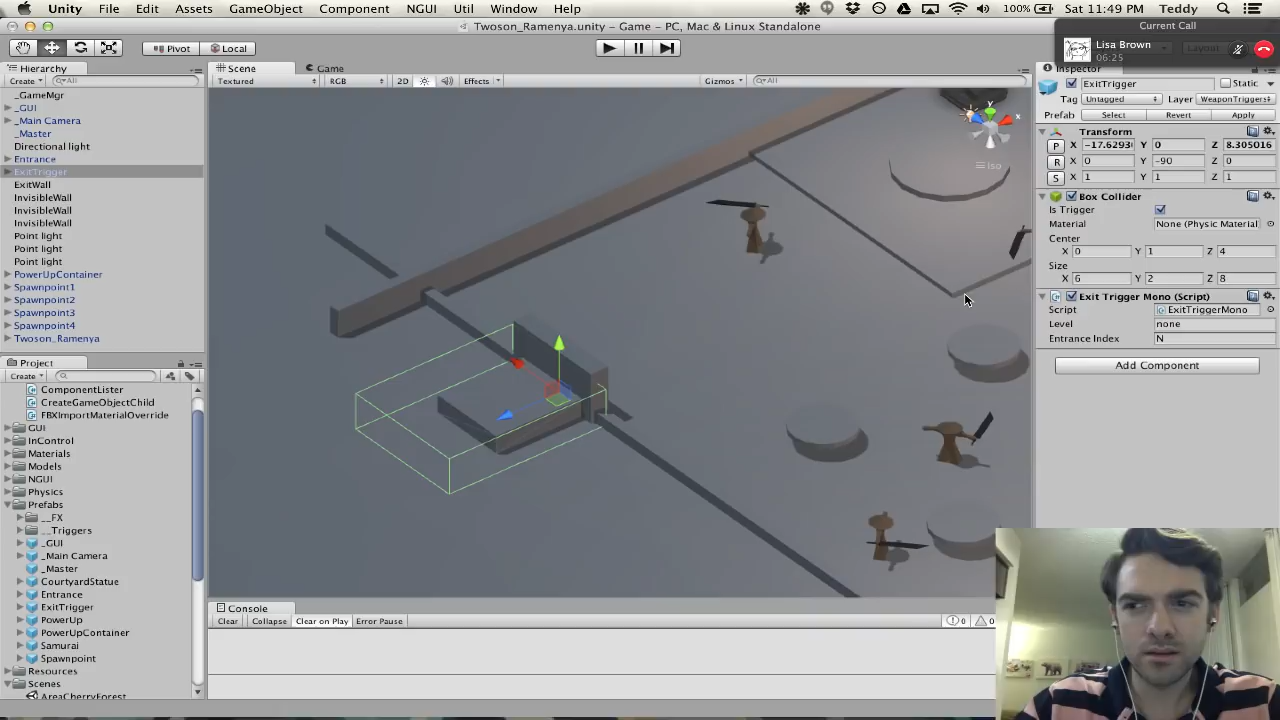 Unity File Edit Assets GameObject Component NGUI Util Window Help 100% Sat 11:49 PM Teddy
Twoson_Ramenya.unity - Game - PC, Mac & Linux Standalone
Current Call
Lisa Brown
06:25
Pivot Local
Hierarchy
Create All
_GameMgr
_GUI
_Main Camera
_Master
Directional light
Entrance
ExitTrigger
ExitWall
InvisibleWall
InvisibleWall
InvisibleWall
Point light
Point light
Point light
PowerUpContainer
Spawnpoint1
Spawnpoint2
Spawnpoint3
Spawnpoint4
Twoson_Ramenya
Project
Create
ComponentLister
CreateGameObjectChild
FBXImportMaterialOverride
GUI
InControl
Materials
Models
NGUI
Physics
Prefabs
__FX
__Triggers
_GUI
_Main Camera
_Master
CourtyardStatue
Entrance
ExitTrigger
PowerUp
PowerUpContainer
Samurai
Spawnpoint
Resources
Scenes
AreaCherryForest
Scene Game
Textured RGB 2D Effects Gizmos All
y
x
Iso
Console
Clear Collapse Clear on Play Error Pause 0 0
Inspector
ExitTrigger Static
Tag Untagged Layer WeaponTriggers
Prefab Select Revert Apply
Transform
P X -17.6293 Y 0 Z 8.305016
R X 0 Y -90 Z 0
S X 1 Y 1 Z 1
Box Collider
Is Trigger
Material None (Physic Material
Center
X 0 Y 1 Z 4
Size
X 6 Y 2 Z 8
Exit Trigger Mono (Script)
Script ExitTriggerMono
Level none
Entrance Index N
Add Component